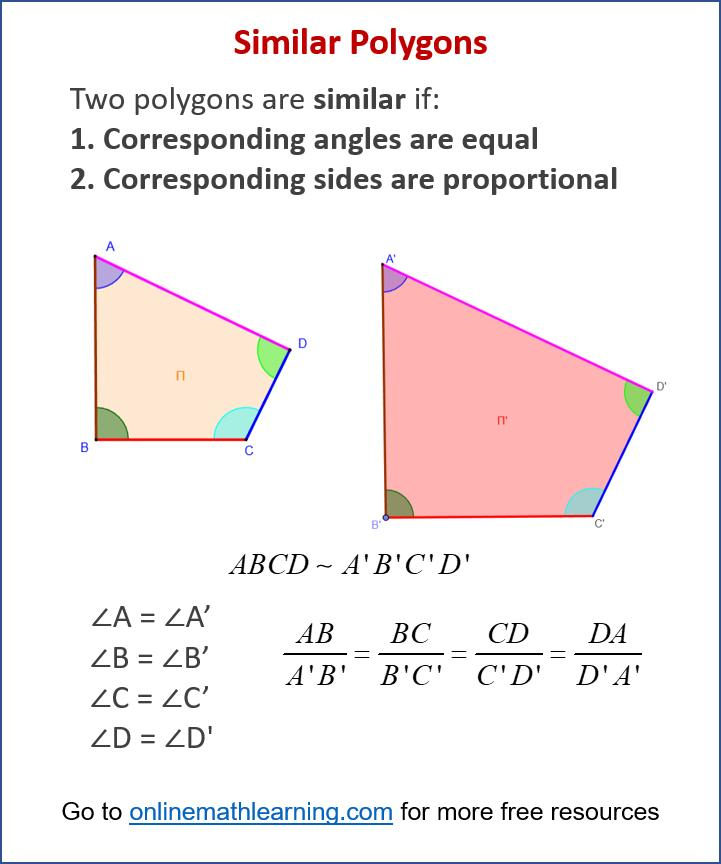 Similar Polygons
Two polygons are similar if:
1. Corresponding angles are equal
2. Corresponding sides are proportional
A
D
B
C
Π
A'
D'
B'
C'
Π'
ABCD ~ A'B'C'D'
∠A = ∠A’
∠B = ∠B’
∠C = ∠C’
∠D = ∠D'
AB/A'B' = BC/B'C' = CD/C'D' = DA/D'A'
Go to onlinemathlearning.com for more free resources